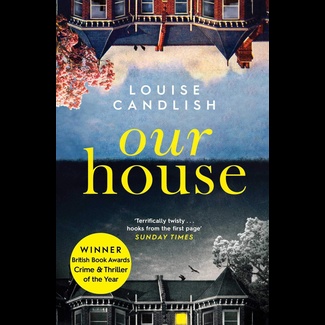 LOUISE
CANDLISH
our
house
‘Terrifically twisty . . .
hooks from the first page’
SUNDAY TIMES
WINNER
British Book Awards
Crime & Thriller
of the Year